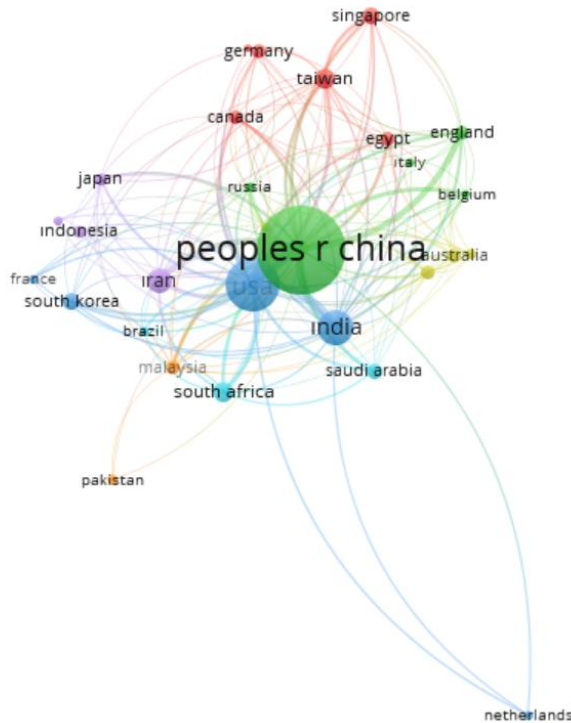 singapore
germany
taiwan
canada
egypt
england
italy
japan
russia
belgium
indonesia
peoples r china
australia
france
iran
usa
south korea
brazil
india
malaysia
saudi arabia
south africa
pakistan
netherlands